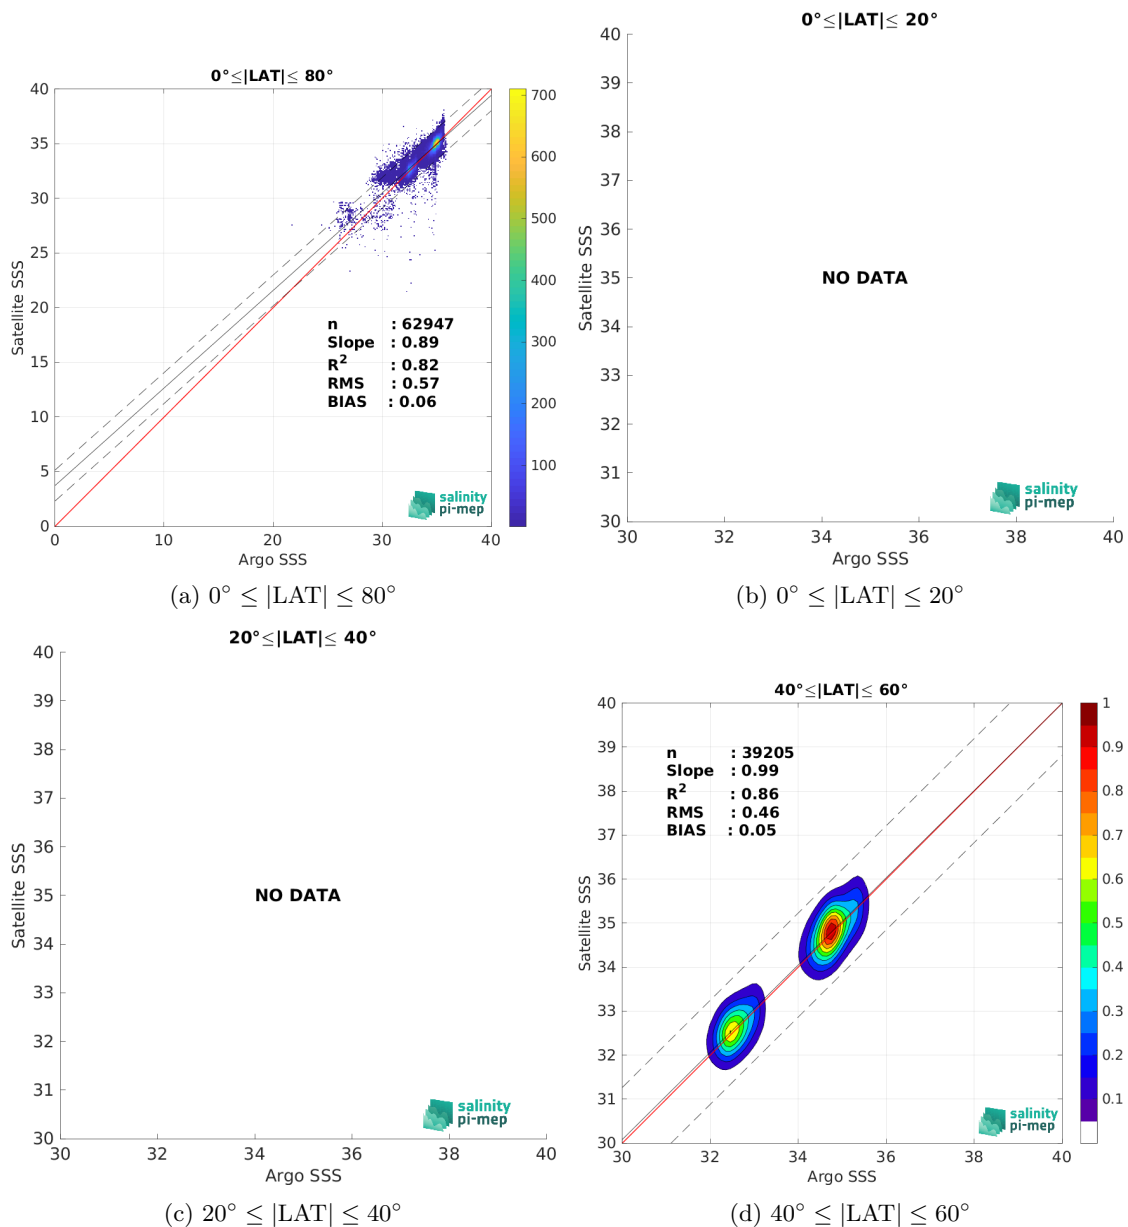 0°≤|LAT|≤ 80°
40
35
30
25
20
15
10
5
0
0
10
20
30
40
Satellite SSS
Argo SSS
n : 62947
Slope : 0.89
R² : 0.82
RMS : 0.57
BIAS : 0.06
700
600
500
400
300
200
100
salinity
pi-mep
(a) 0° ≤ |LAT| ≤ 80°
0°≤|LAT|≤ 20°
40
39
38
37
36
35
34
33
32
31
30
30
32
34
36
38
40
Satellite SSS
Argo SSS
NO DATA
salinity
pi-mep
(b) 0° ≤ |LAT| ≤ 20°
20°≤|LAT|≤ 40°
40
39
38
37
36
35
34
33
32
31
30
30
32
34
36
38
40
Satellite SSS
Argo SSS
NO DATA
salinity
pi-mep
(c) 20° ≤ |LAT| ≤ 40°
40°≤|LAT|≤ 60°
40
39
38
37
36
35
34
33
32
31
30
30
32
34
36
38
40
Satellite SSS
Argo SSS
n : 39205
Slope : 0.99
R² : 0.86
RMS : 0.46
BIAS : 0.05
1
0.9
0.8
0.7
0.6
0.5
0.4
0.3
0.2
0.1
salinity
pi-mep
(d) 40° ≤ |LAT| ≤ 60°